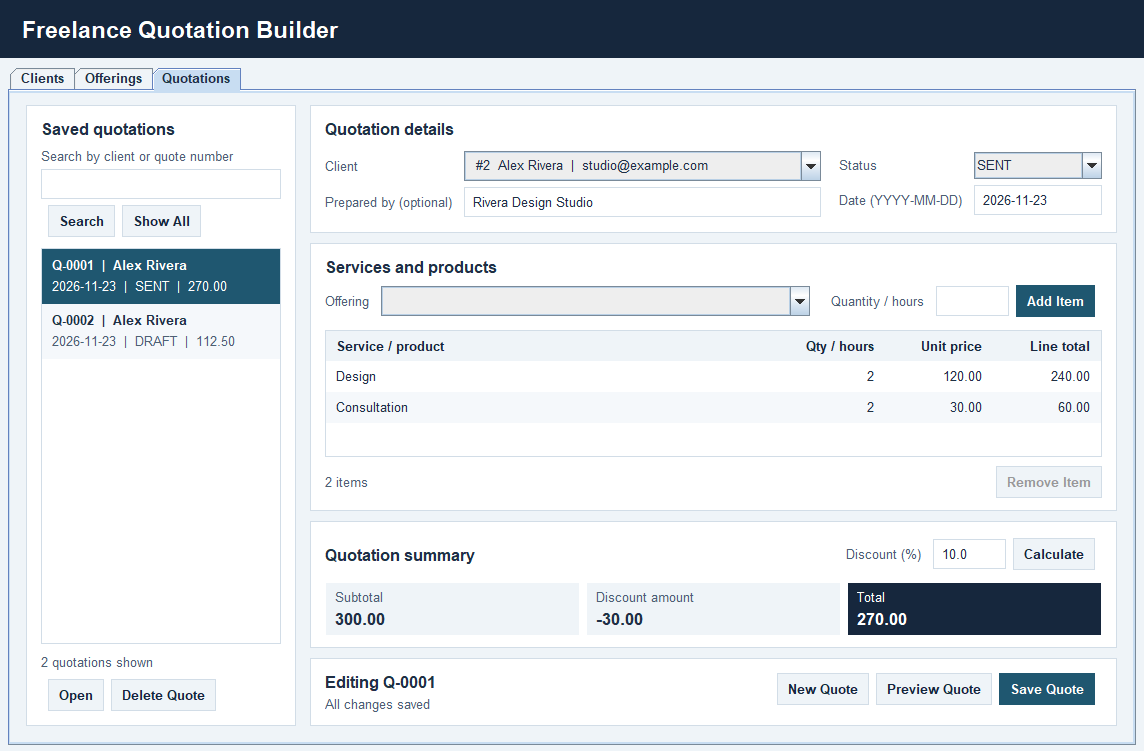 Freelance Quotation Builder
Clients Offerings Quotations
Saved quotations
Search by client or quote number
Search Show All
Q-0001 | Alex Rivera
2026-11-23 | SENT | 270.00
Q-0002 | Alex Rivera
2026-11-23 | DRAFT | 112.50
2 quotations shown
Open Delete Quote
Quotation details
Client #2 Alex Rivera | studio@example.com Status SENT
Prepared by (optional) Rivera Design Studio Date (YYYY-MM-DD) 2026-11-23
Services and products
Offering Quantity / hours Add Item
Service / product Qty / hours Unit price Line total
Design 2 120.00 240.00
Consultation 2 30.00 60.00
2 items Remove Item
Quotation summary Discount (%) 10.0 Calculate
Subtotal Discount amount Total
300.00 -30.00 270.00
Editing Q-0001
All changes saved
New Quote Preview Quote Save Quote